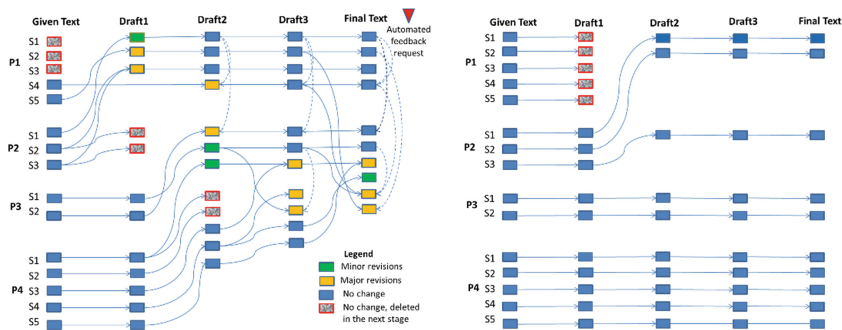 Given Text Draft1 Draft2 Draft3 Final Text
Automated
feedback
request
P1
S1
S2
S3
S4
S5
P2
S1
S2
S3
P3
S1
S2
P4
S1
S2
S3
S4
S5
Legend
Minor revisions
Major revisions
No change
No change, deleted
in the next stage
Given Text Draft1 Draft2 Draft3 Final Text
P1
S1
S2
S3
S4
S5
P2
S1
S2
S3
P3
S1
S2
P4
S1
S2
S3
S4
S5